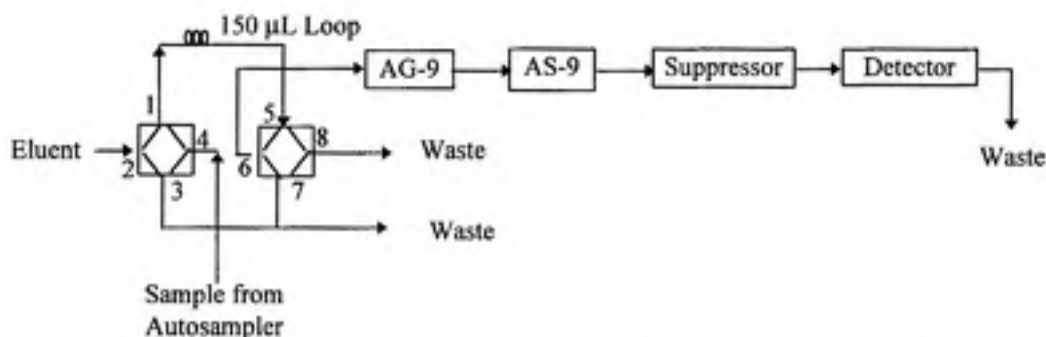 150 µL Loop
AG-9
AS-9
Suppressor
Detector
1
5
4
8
Eluent
2
6
3
7
Waste
Waste
Waste
Sample from
Autosampler